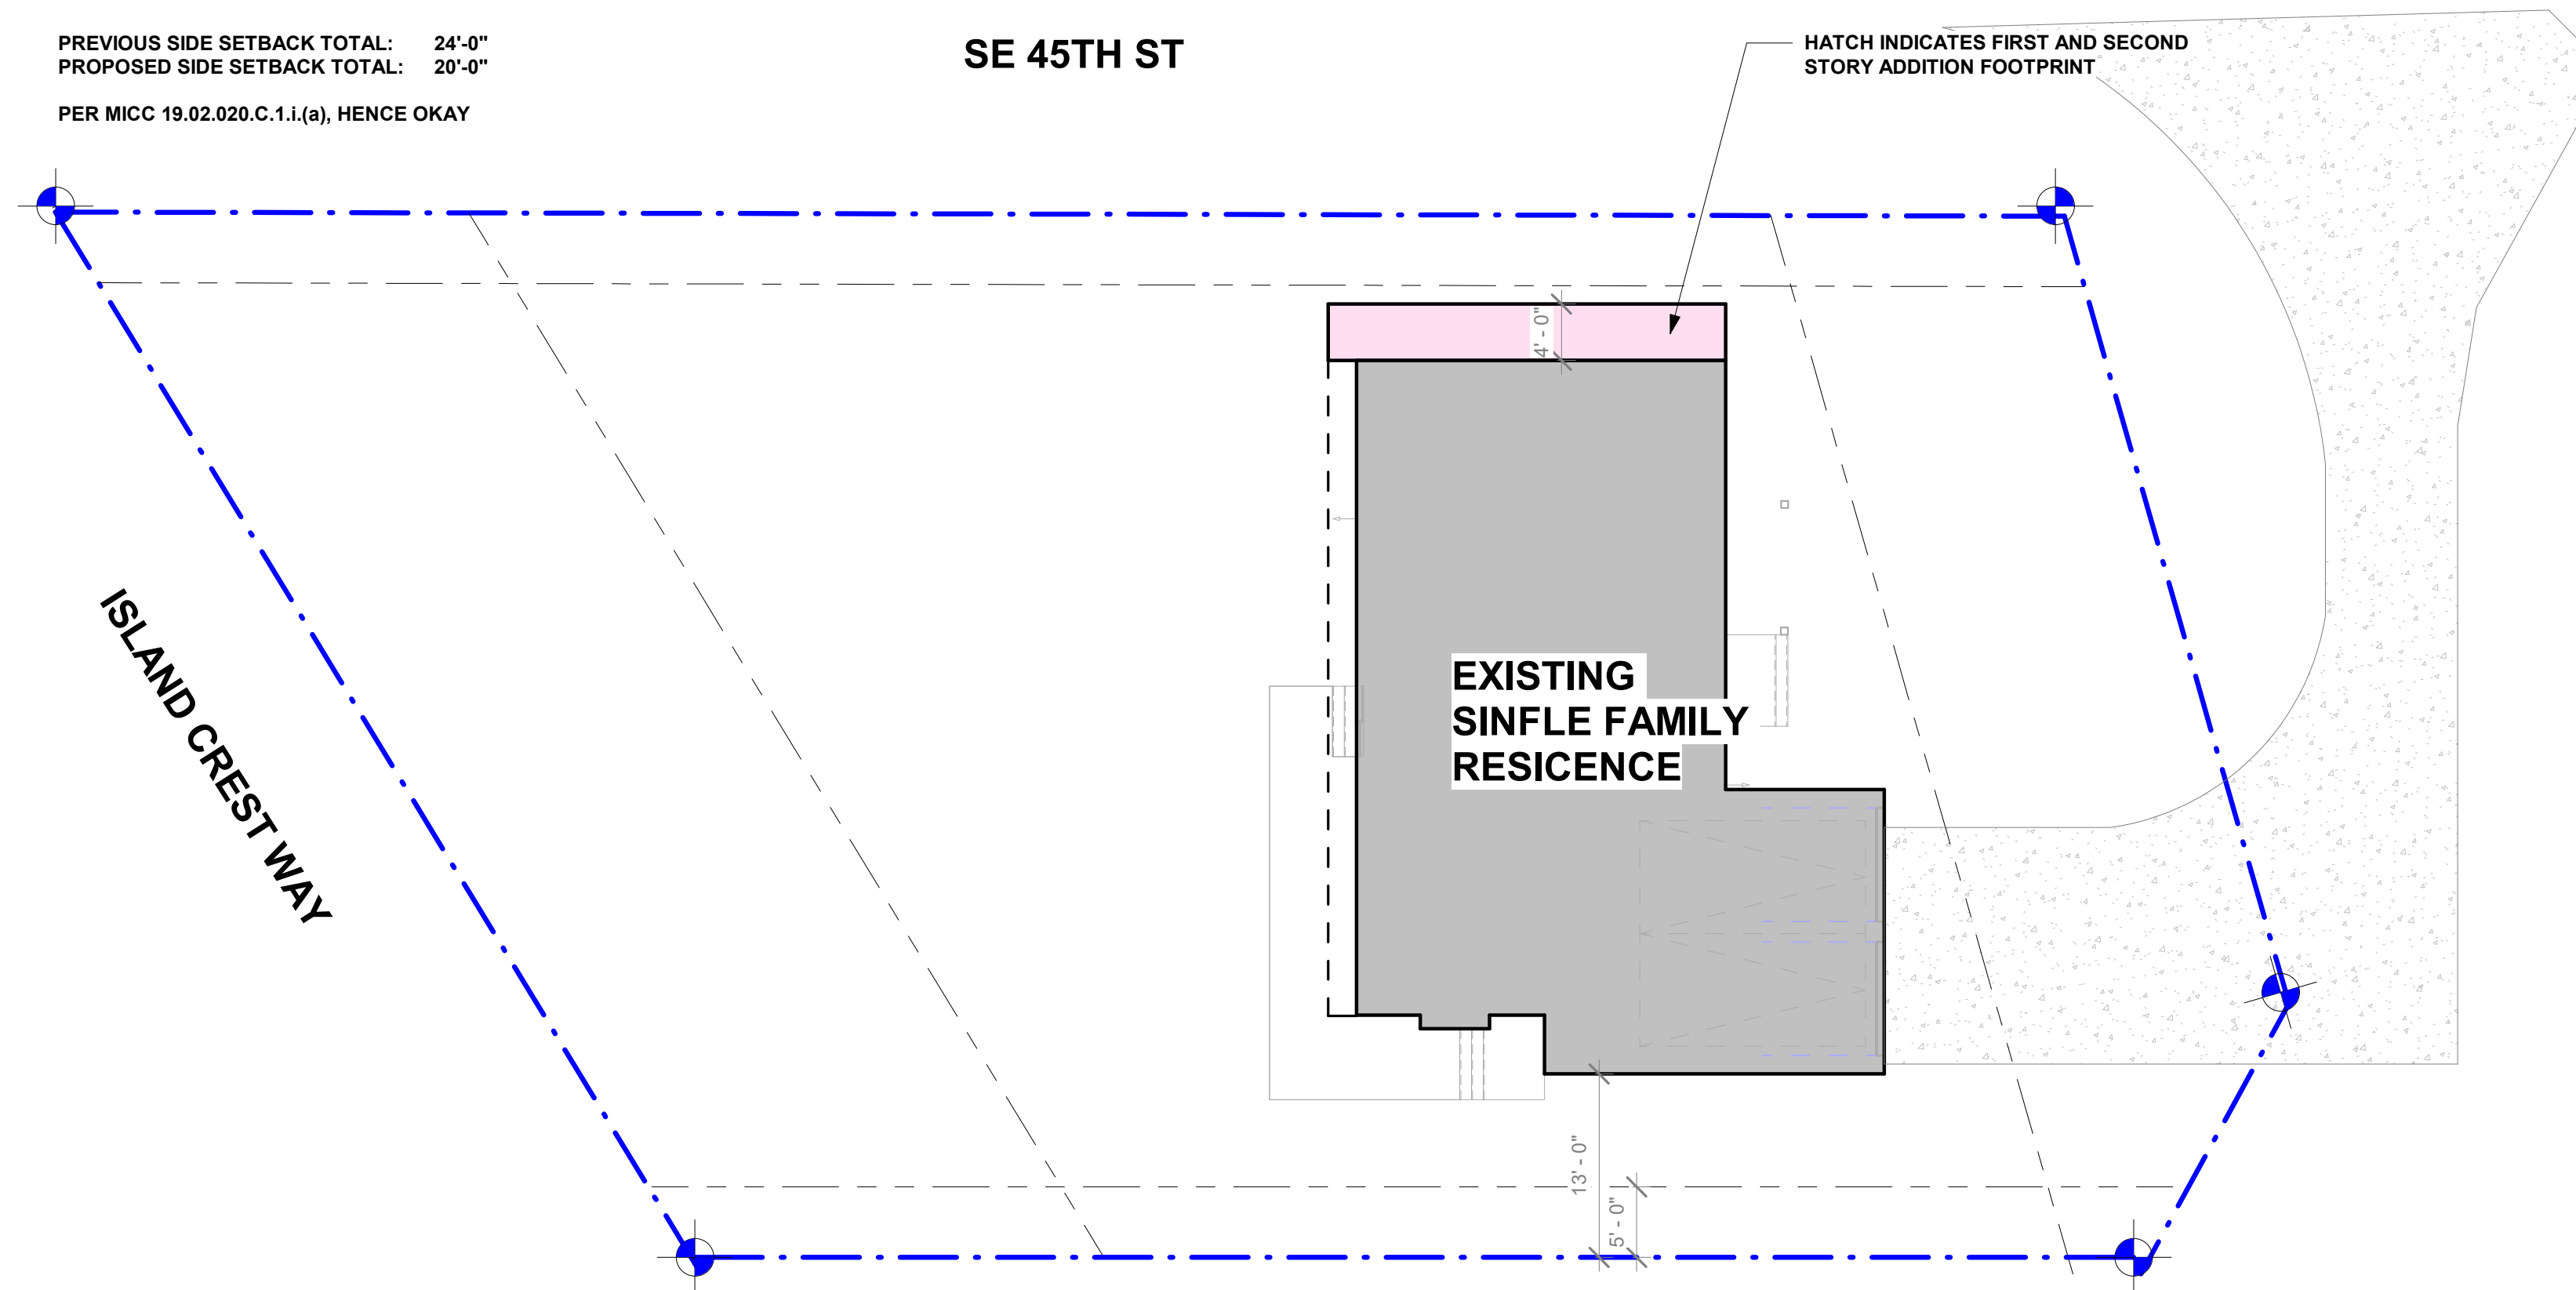 PREVIOUS SIDE SETBACK TOTAL: 24'-0"
PROPOSED SIDE SETBACK TOTAL: 20'-0"
PER MICC 19.02.020.C.1.i.(a), HENCE OKAY
SE 45TH ST
HATCH INDICATES FIRST AND SECOND
STORY ADDITION FOOTPRINT
4' - 0"
ISLAND CREST WAY
EXISTING
SINFLE FAMILY
RESICENCE
13' - 0"
5' - 0"